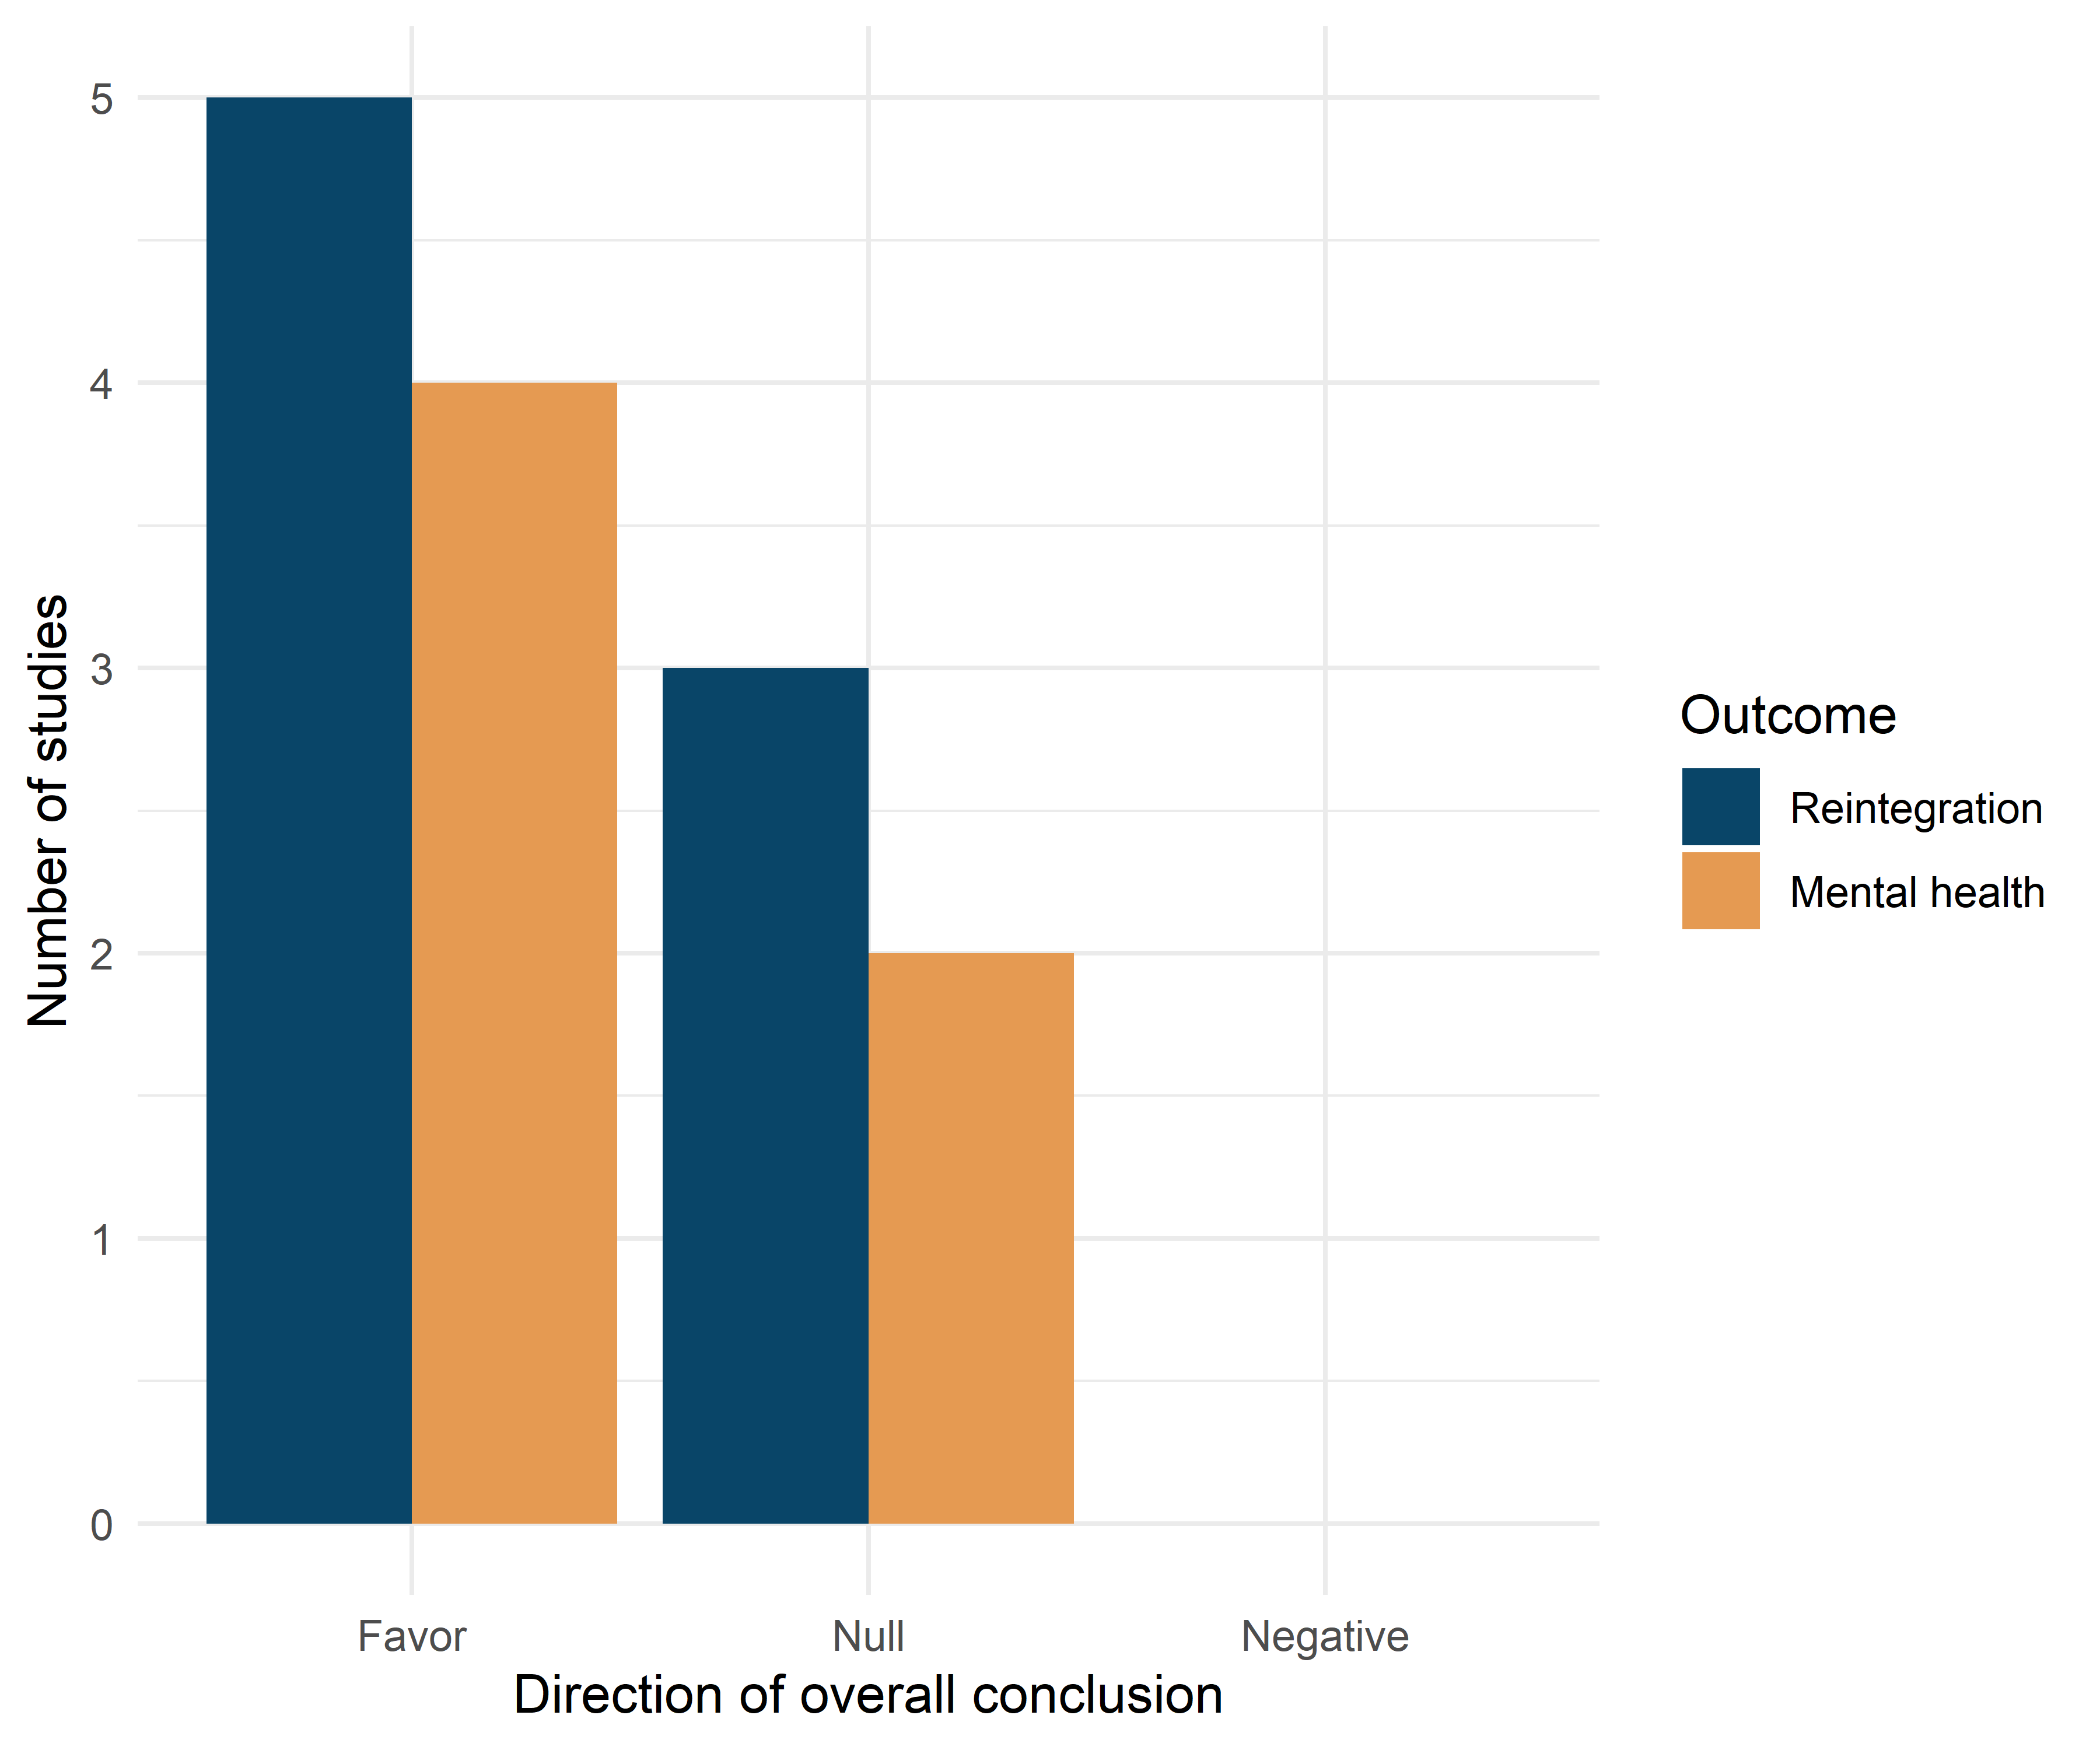 Number of studies
5
4
3
2
1
0
Favor Null Negative
Direction of overall conclusion
Outcome
Reintegration
Mental health